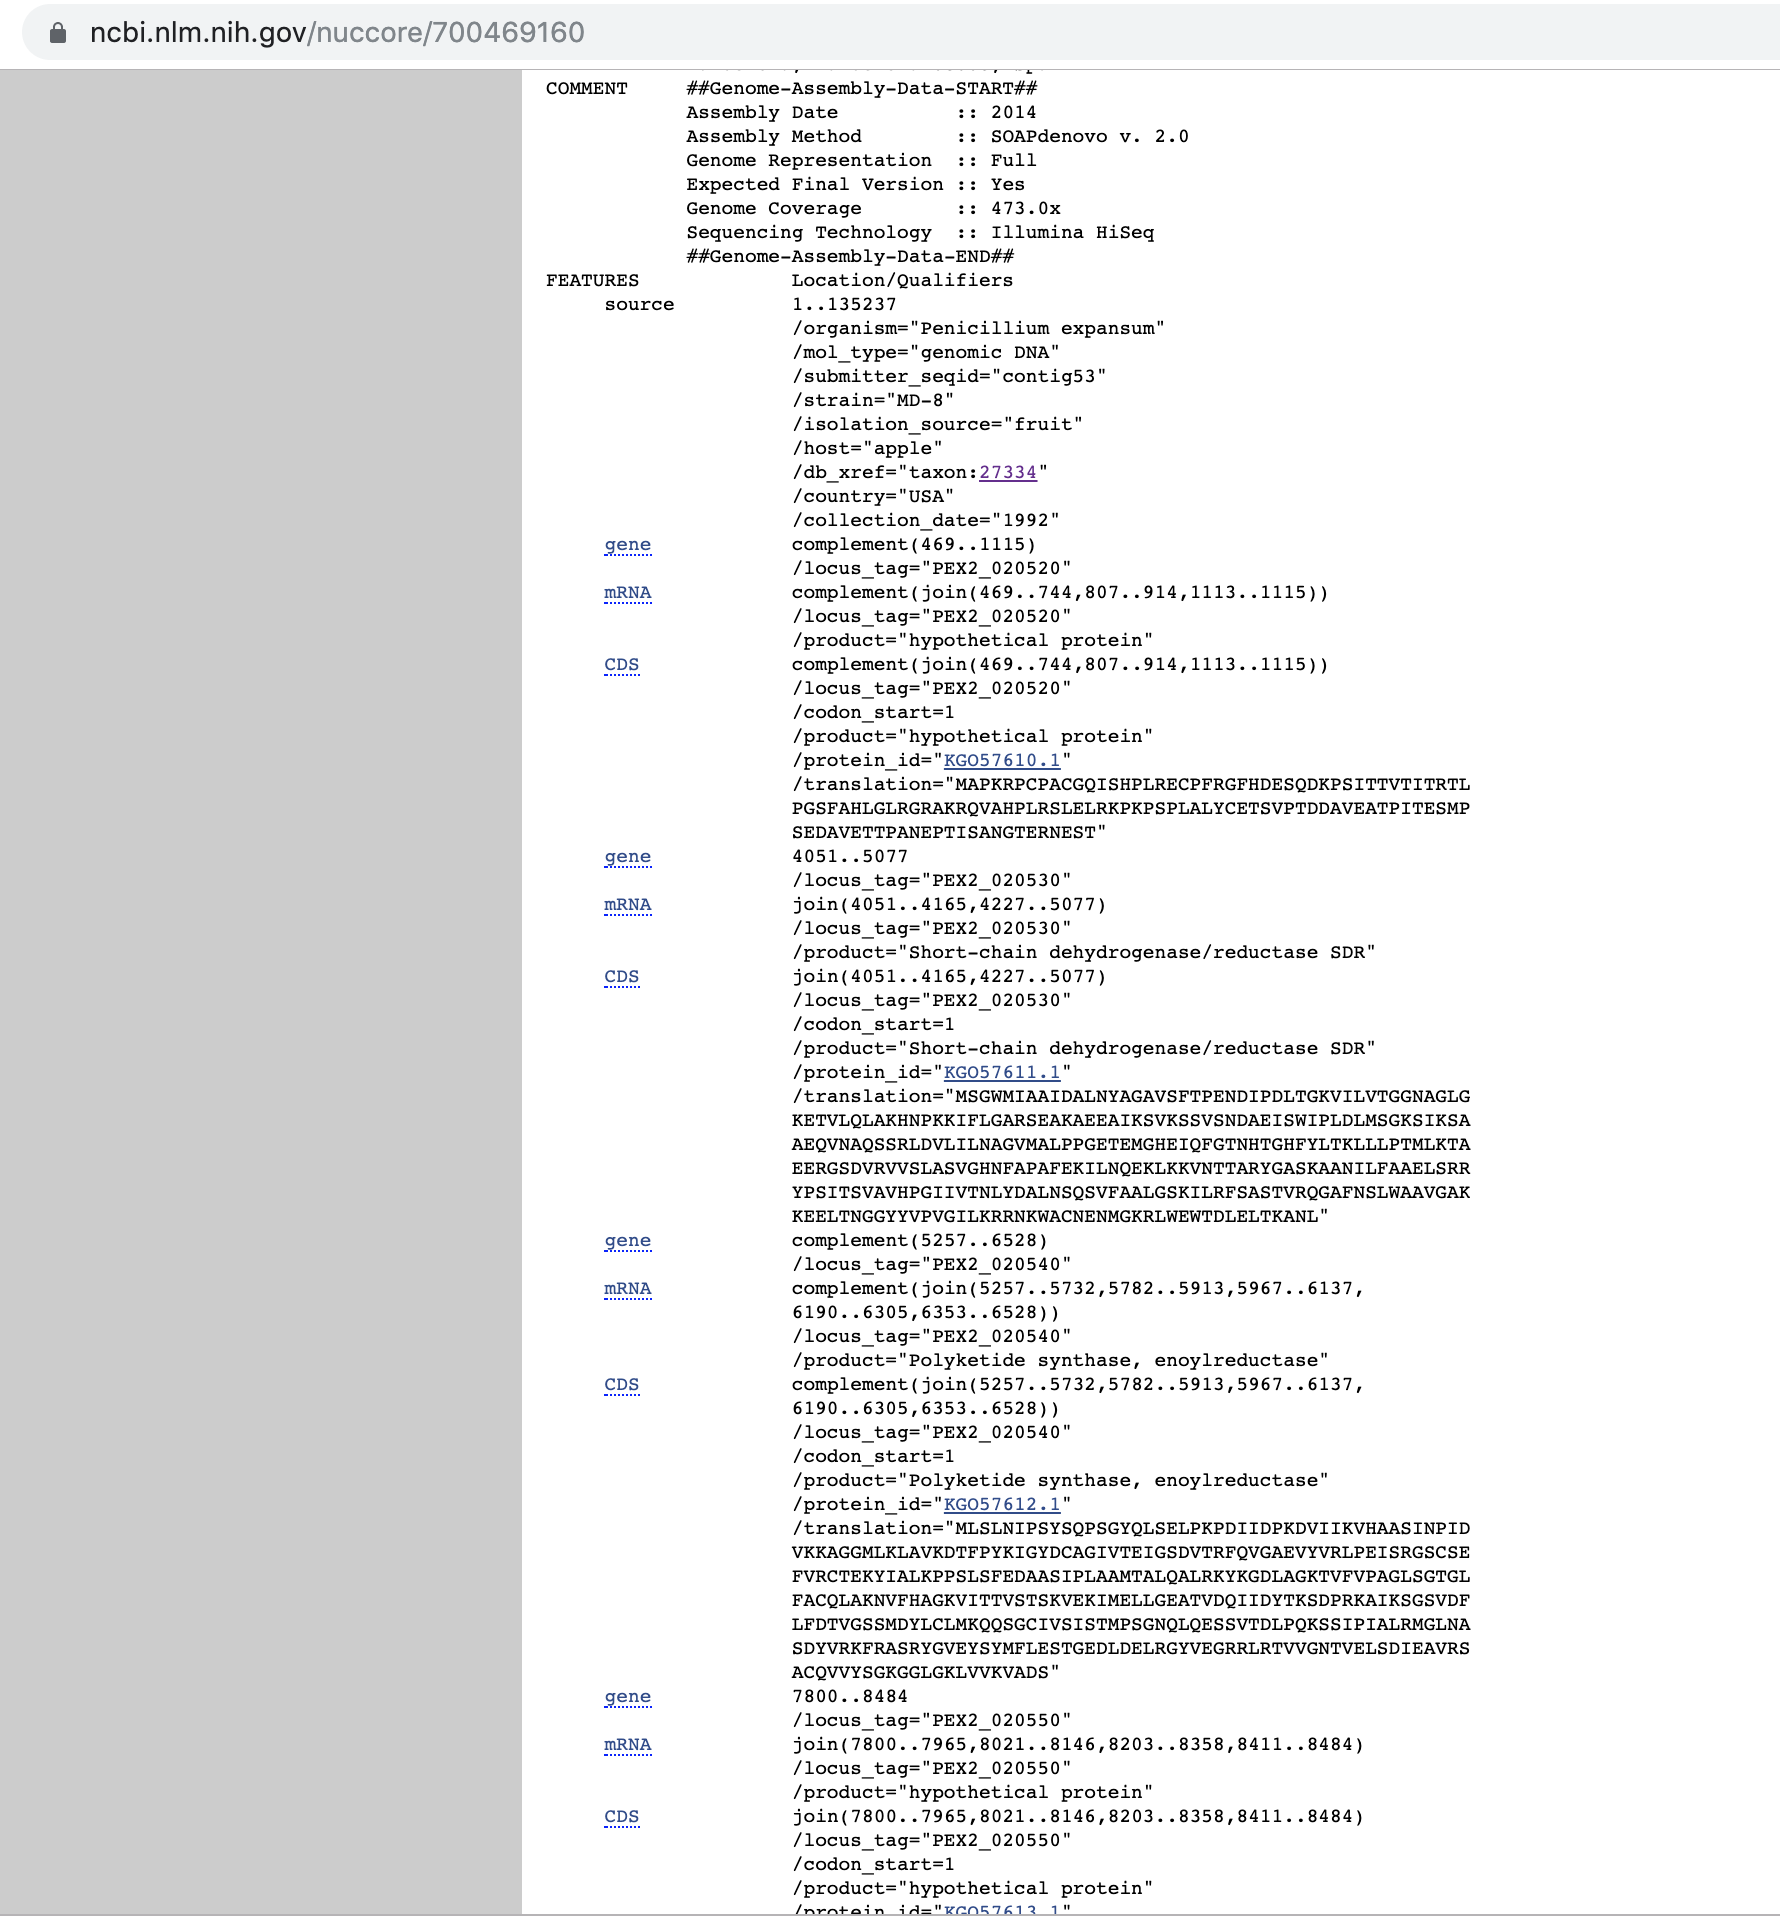 ncbi.nlm.nih.gov/nuccore/700469160
COMMENT ##Genome-Assembly-Data-START##
Assembly Date :: 2014
Assembly Method :: SOAPdenovo v. 2.0
Genome Representation :: Full
Expected Final Version :: Yes
Genome Coverage :: 473.0x
Sequencing Technology :: Illumina HiSeq
##Genome-Assembly-Data-END##
FEATURES Location/Qualifiers
source 1..135237
/organism="Penicillium expansum"
/mol_type="genomic DNA"
/submitter_seqid="contig53"
/strain="MD-8"
/isolation_source="fruit"
/host="apple"
/db_xref="taxon:27334"
/country="USA"
/collection_date="1992"
gene complement(469..1115)
/locus_tag="PEX2_020520"
mRNA complement(join(469..744,807..914,1113..1115))
/locus_tag="PEX2_020520"
/product="hypothetical protein"
CDS complement(join(469..744,807..914,1113..1115))
/locus_tag="PEX2_020520"
/codon_start=1
/product="hypothetical protein"
/protein_id="KGO57610.1"
/translation="MAPKRPCPACGQISHPLRECPFRGFHDESQDKPSITTVTITRTL
PGSFAHLGLRGRAKRQVAHPLRSLELRKPKPSPLALYCETSVPTDDAVEATPITESMP
SEDAVETTPANEPTISANGTERNEST"
gene 4051..5077
/locus_tag="PEX2_020530"
mRNA join(4051..4165,4227..5077)
/locus_tag="PEX2_020530"
/product="Short-chain dehydrogenase/reductase SDR"
CDS join(4051..4165,4227..5077)
/locus_tag="PEX2_020530"
/codon_start=1
/product="Short-chain dehydrogenase/reductase SDR"
/protein_id="KGO57611.1"
/translation="MSGWMIAAIDALNYAGAVSFTPENDIPDLTGKVILVTGGNAGLG
KETVLQLAKHNPKKIFLGARSEAKAEEAIKSVKSSVSNDAEISWIPLDLMSGKSIKSA
AEQVNAQSSRLDVLILNAGVMALPPGETEMGHEIQFGTNHTGHFYLTKLLLPTMLKTA
EERGSDVRVVSLASVGHNFAPAFEKILNQEKLKKVNTTARYGASKAANILFAAELSRR
YPSITSVAVHPGIIVTNLYDALNSQSVFAALGSKILRFSASTVRQGAFNSLWAAVGAK
KEELTNGGYYVPVGILKRRNKWACNENMGKRLWEWTDLELTKANL"
gene complement(5257..6528)
/locus_tag="PEX2_020540"
mRNA complement(join(5257..5732,5782..5913,5967..6137,
6190..6305,6353..6528))
/locus_tag="PEX2_020540"
/product="Polyketide synthase, enoylreductase"
CDS complement(join(5257..5732,5782..5913,5967..6137,
6190..6305,6353..6528))
/locus_tag="PEX2_020540"
/codon_start=1
/product="Polyketide synthase, enoylreductase"
/protein_id="KGO57612.1"
/translation="MLSLNIPSYSQPSGYQLSELPKPDIIDPKDVIIKVHAASINPID
VKKAGGMLKLAVKDTFPYKIGYDCAGIVTEIGSDVTRFQVGAEVYVRLPEISRGSCSE
FVRCTEKYIALKPPSLSFEDAASIPLAAMTALQALRKYKGDLAGKTVFVPAGLSGTGL
FACQLAKNVFHAGKVITTVSTSKVEKIMELLGEATVDQIIDYTKSDPRKAIKSGSVDF
LFDTVGSSMDYLCLMKQQSGCIVSISTMPSGNQLQESSVTDLPQKSSIPIALRMGLNA
SDYVRKFRASRYGVEYSYMFLESTGEDLDELRGYVEGRRLRTVVGNTVELSDIEAVRS
ACQVVYSGKGGLGKLVVKVADS"
gene 7800..8484
/locus_tag="PEX2_020550"
mRNA join(7800..7965,8021..8146,8203..8358,8411..8484)
/locus_tag="PEX2_020550"
/product="hypothetical protein"
CDS join(7800..7965,8021..8146,8203..8358,8411..8484)
/locus_tag="PEX2_020550"
/codon_start=1
/product="hypothetical protein"
/protein_id="KGO57613.1"